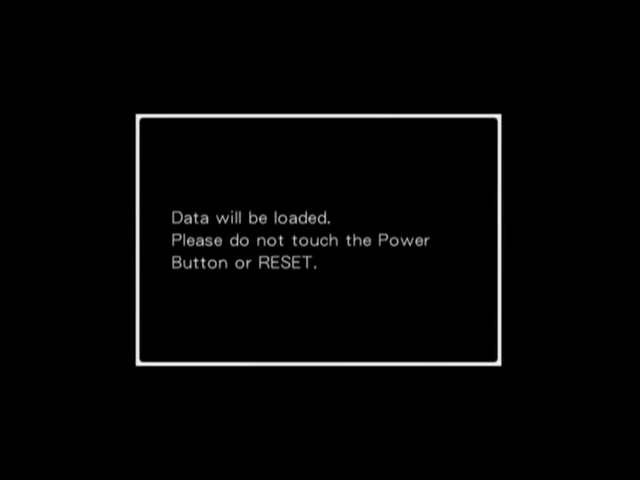 Data will be loaded.
Please do not touch the Power
Button or RESET.